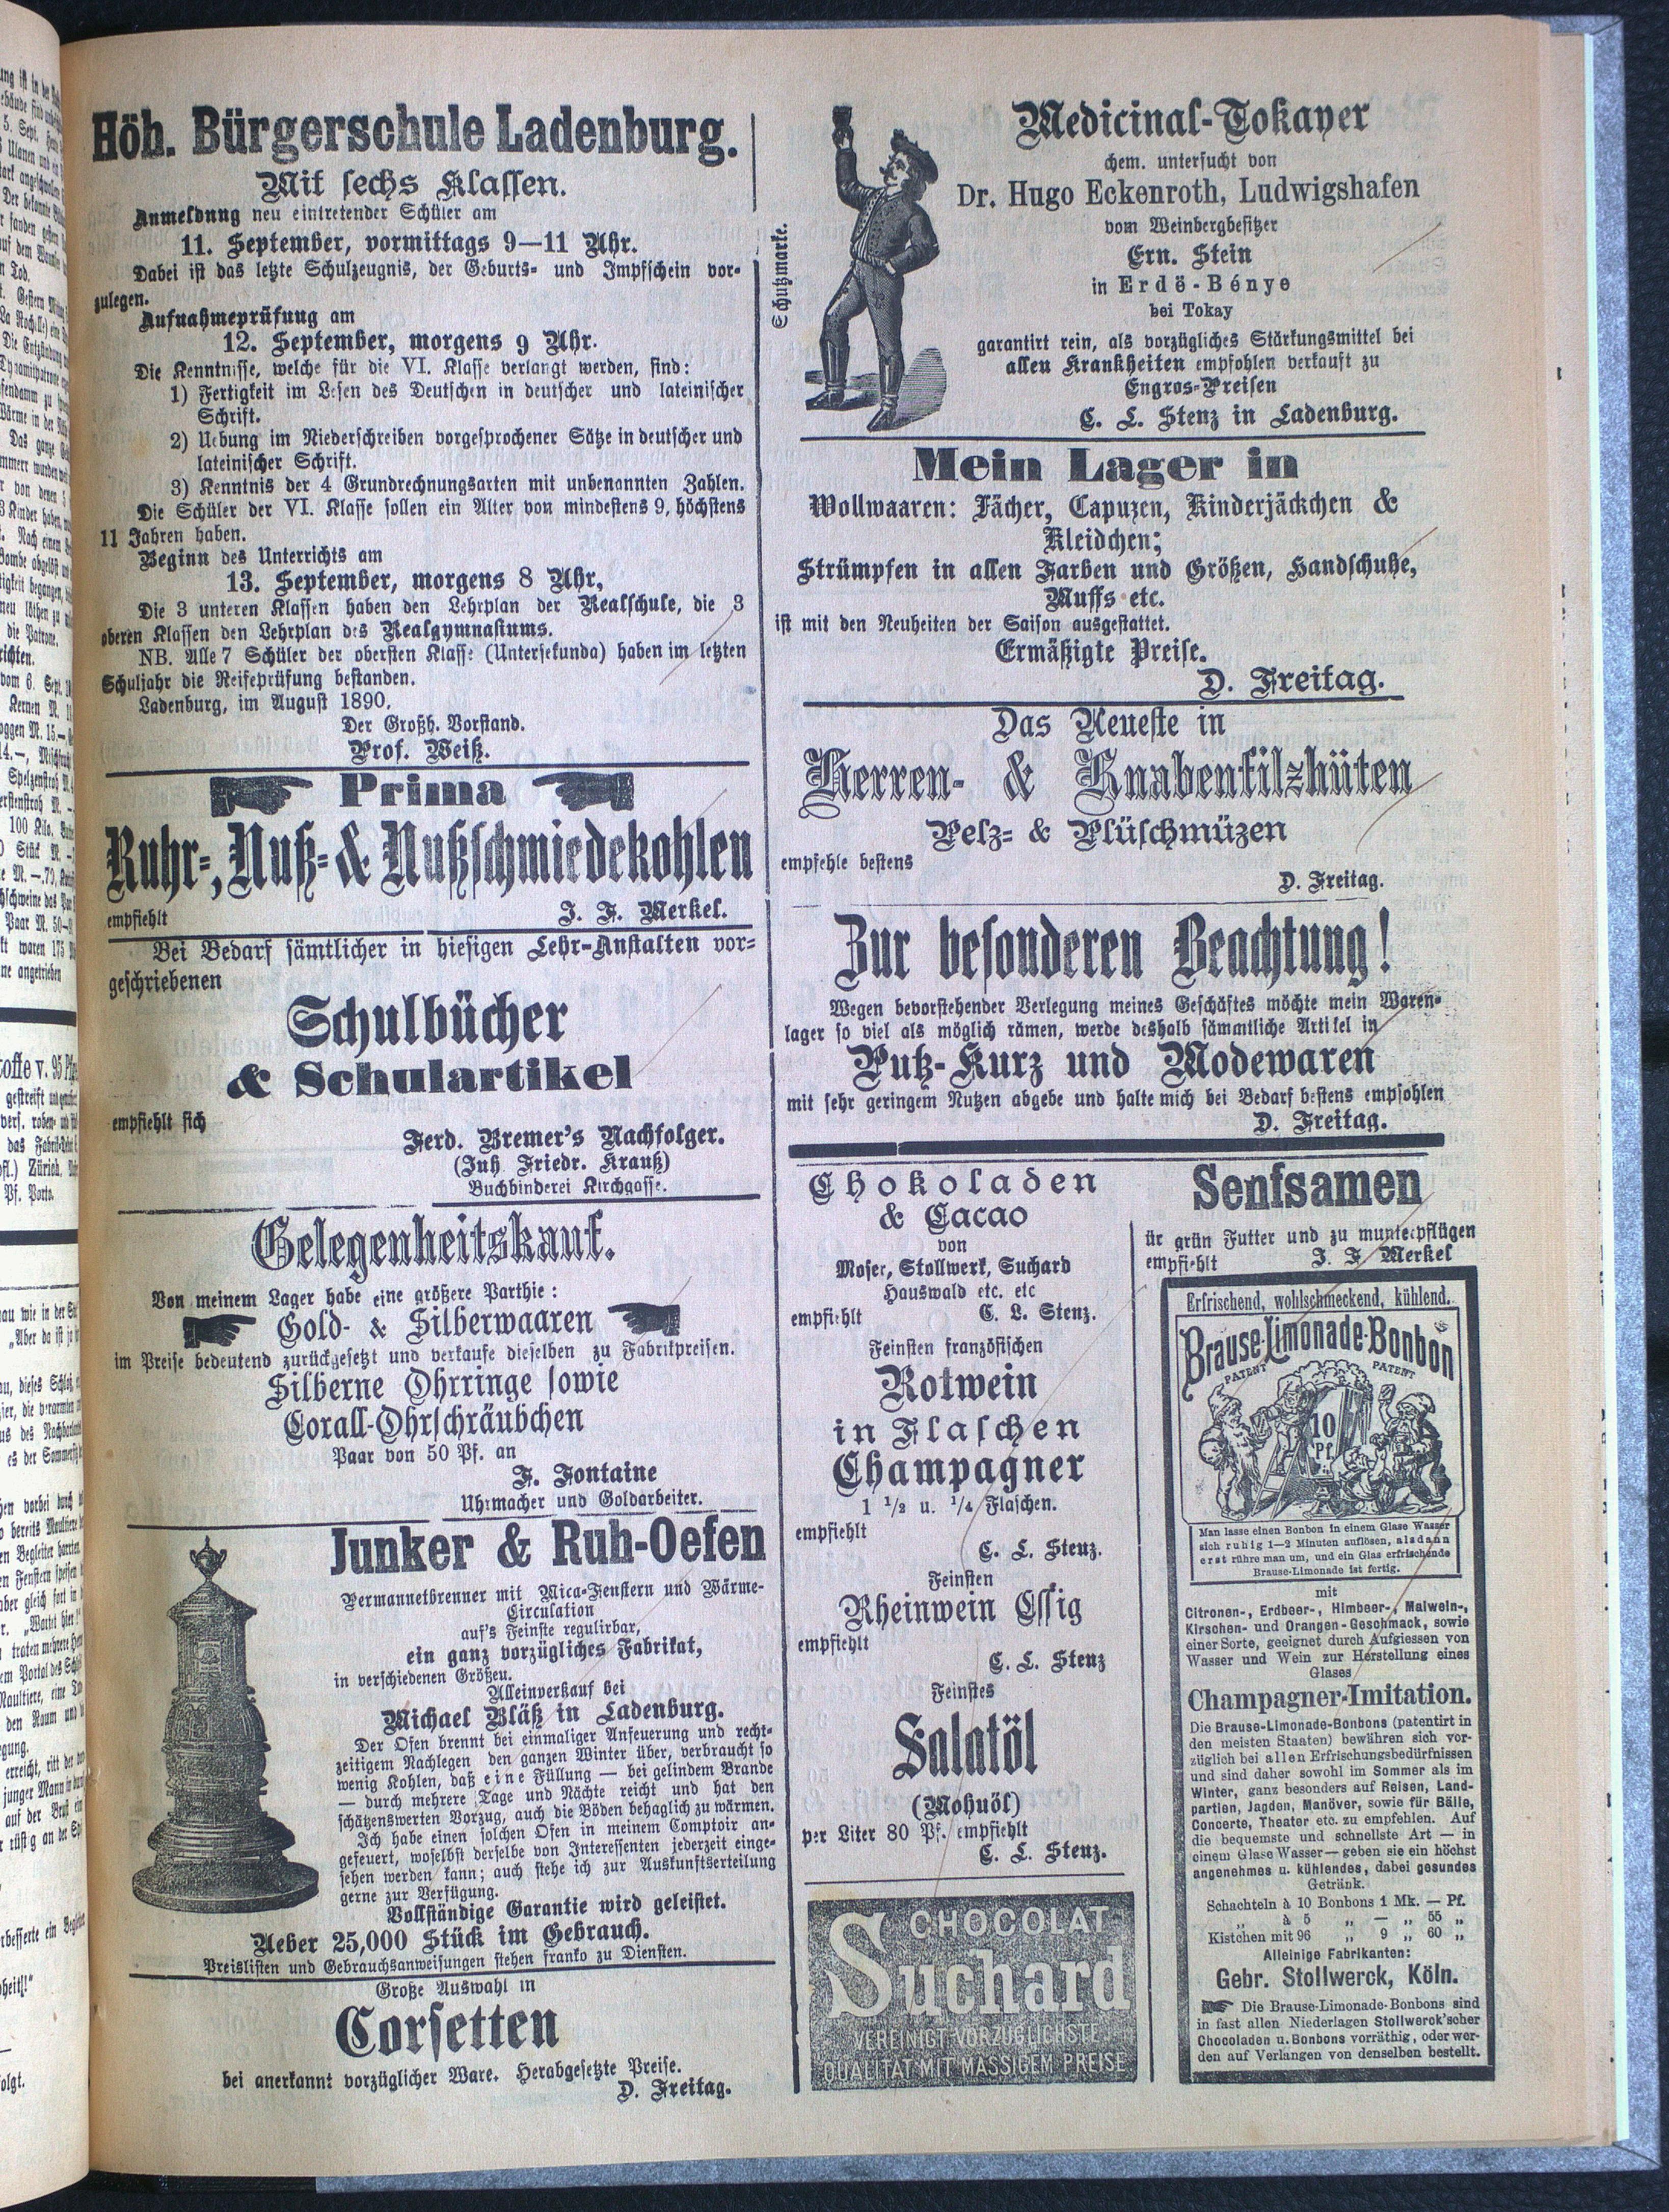 Höh. Bürgerschule Ladenburg.
Mit sechs Klassen.
Anmeldung neu eintretender Schüler am
11. September, vormittags 9—11 Uhr.
Dabei ist das letzte Schulzeugnis, der Geburts- und Impfschein vor-
zulegen.
Aufnahmeprüfung am
12. September, morgens 9 Uhr.
Die Kenntnisse, welche für die VI. Klasse verlangt werden, sind:
1) Fertigkeit im Lesen des Deutschen in deutscher und lateinischer
Schrift.
2) Uebung im Niederschreiben vorgesprochener Sätze in deutscher und
lateinischer Schrift.
3) Kenntnis der 4 Grundrechnungsarten mit unbenannten Zahlen.
Die Schüler der VI. Klasse sollen ein Alter von mindestens 9, höchstens
11 Jahren haben.
Beginn des Unterrichts am
13. September, morgens 8 Uhr,
Die 3 unteren Klassen haben den Lehrplan der Realschule, die 3
oberen Klassen den Lehrplan des Realgymnasiums.
NB. Alle 7 Schüler der obersten Klasse (Untersekunda) haben im letzten
Schuljahr die Reifeprüfung bestanden.
Ladenburg, im August 1890.
Der Großh. Vorstand.
Prof. Weiß.
Prima
Ruhr-, Nuß- & Nußschmiedekohlen
empfiehlt
J. F. Merkel.
Bei Bedarf sämtlicher in hiesigen Lehr-Anstalten vor-
geschriebenen
Schulbücher
& Schulartikel
empfiehlt sich
Ferd. Bremer's Nachfolger.
(Juh Friedr. Krauß)
Buchbinderei Kirchgasse.
Gelegenheitskauf.
Von meinem Lager habe eine größere Parthie:
Gold- & Silberwaaren
im Preise bedeutend zurückgesetzt und verkaufe dieselben zu Fabrikpreisen.
Silberne Ohrringe sowie
Corall-Ohrschräubchen
Paar von 50 Pf. an
F. Fontaine
Uhrmacher und Goldarbeiter.
Junker & Ruh-Oefen
Permannetbrenner mit Mica-Fenstern und Wärme-
Circulation
auf's Feinste regulirbar,
ein ganz vorzügliches Fabrikat,
in verschiedenen Größeu.
Alleinverkauf bei
Michael Bläß in Ladenburg.
Der Ofen brennt bei einmaliger Anfeuerung und recht-
zeitigem Nachlegen den ganzen Winter über, verbraucht so
wenig Kohlen, daß eine Füllung — bei gelindem Brande
— durch mehrere Tage und Nächte reicht und hat den
schätzenswerten Vorzug, auch die Böden behaglich zu wärmen.
Ich habe einen solchen Ofen in meinem Comptoir an-
gefeuert, woselbst derselbe von Interessenten jederzeit einge-
sehen werden kann; auch stehe ich zur Auskunftserteilung
gerne zur Verfügung.
Vollständige Garantie wird geleistet.
Ueber 25,000 Stück im Gebrauch.
Preislisten und Gebrauchsanweisungen stehen franko zu Diensten.
Große Auswahl in
Corsetten
bei anerkannt vorzüglicher Ware. Herabgesetzte Preise.
D. Freitag.
Schutzmarke.
Medicinal-Tokayer
chem. untersucht von
Dr. Hugo Eckenroth, Ludwigshafen
vom Weinbergbesitzer
Ern. Stein
in Erdö-Bénye
bei Tokay
garantirt rein, als vorzügliches Stärkungsmittel bei
allen Krankheiten empfohlen verkauft zu
Engros-Preisen
C. L. Stenz in Ladenburg.
Mein Lager in
Wollwaaren: Fächer, Capuzen, Kinderjäckchen &
Kleidchen;
Strümpfen in allen Farben und Größen, Handschuhe,
Muffs etc.
ist mit den Neuheiten der Saison ausgestattet.
Ermäßigte Preise.
D. Freitag.
Das Neueste in
Herren- & Knabenfilzhüten
Pelz- & Plüschmüzen
empfehle bestens
D. Freitag.
Zur besonderen Beachtung!
Wegen bevorstehender Verlegung meines Geschäftes möchte mein Waren-
lager so viel als möglich rämen, werde deshalb sämmtliche Artikel in
Putz-Kurz und Modewaren
mit sehr geringem Nutzen abgebe und halte mich bei Bedarf bestens empfohlen
D. Freitag.
Chokoladen
& Cacao
von
Moser, Stollwerk, Suchard
Hauswald etc. etc
empfiehlt
C. L. Stenz.
Feinsten französischen
Rotwein
in Flaschen
Champagner
1 1/2 u. 1/4 Flaschen.
empfiehlt
C. L. Stenz.
Feinsten
Rheinwein Essig
empfiehlt
C. L. Stenz
Feinstes
Salatöl
(Mohnöl)
per Liter 80 Pf. empfiehlt
C. L. Stenz.
CHOCOLAT
Suchard
VEREINIGT VORZÜGLICHSTE
QUALITÄT MIT MÄSSIGEM PREISE
Senfsamen
ür grün Futter und zu
empfiehlt
J. F. Merkel
Erfrischend, wohlschmeckend, kühlend.
Brause-Limonade-Bonbon
PATENT PATENT
10
Pf.
Man lasse einen Bonbon in einem Glase Wasser
sich ruhig 1—2 Minuten auflösen, alsdann
erst rühre man um, und ein Glas erfrischende
Brause-Limonade ist fertig.
mit
Citronen-, Erdbeer-, Himbeer-, Maiwein-,
Kirschen- und Orangen-Geschmack, sowie
einer Sorte, geeignet durch Aufgiessen von
Wasser und Wein zur Herstellung eines
Glases
Champagner-Imitation.
Die Brause-Limonade-Bonbons (patentirt in
den meisten Staaten) bewähren sich vor-
züglich bei allen Erfrischungsbedürfnissen
und sind daher sowohl im Sommer als im
Winter, ganz besonders auf Reisen, Land-
partien, Jagden, Manöver, sowie für Bälle,
Concerte, Theater etc. zu empfehlen. Auf
die bequemste und schnellste Art — in
einem Glase Wasser — geben sie ein höchst
angenehmes u. kühlendes, dabei gesundes
Getränk.
Schachteln à 10 Bonbons 1 Mk. — Pf.
„ à 5 „ — „ 55 „
Kistchen mit 96 „ 9 „ 60 „
Alleinige Fabrikanten:
Gebr. Stollwerck, Köln.
Die Brause-Limonade-Bonbons sind
in fast allen Niederlagen Stollwerck'scher
Chocoladen u. Bonbons vorräthig, oder wer-
den auf Verlangen von denselben bestellt.